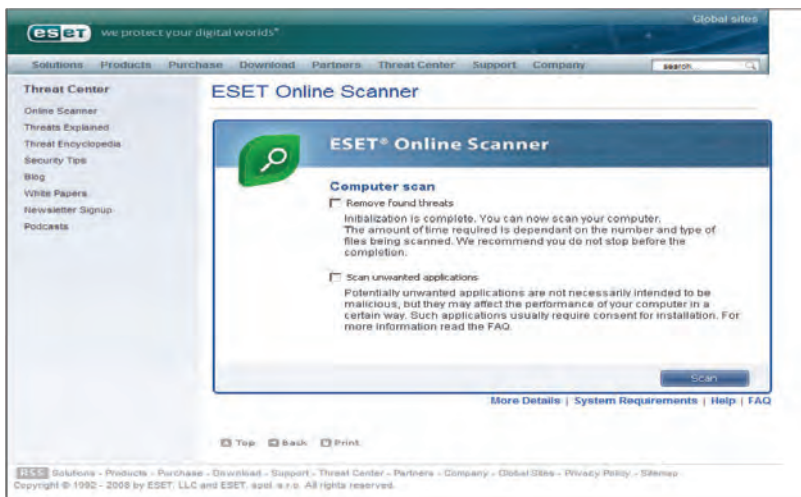 Global sites
eset we protect your digital worlds*
Solutions Products Purchase Download Partners Threat Center Support Company search...
Threat Center
Online Scanner
Threats Explained
Threat Encyclopedia
Security Tips
Blog
White Papers
Newsletter Signup
Podcasts
ESET Online Scanner
ESET® Online Scanner
Computer scan
Remove found threats
Initialization is complete. You can now scan your computer.
The amount of time required is dependant on the number and type of
files being scanned. We recommend you do not stop before the
completion.
Scan unwanted applications
Potentially unwanted applications are not necessarily intended to be
malicious, but they may affect the performance of your computer in a
certain way. Such applications usually require consent for installation. For
more information read the FAQ.
Scan
More Details | System Requirements | Help | FAQ
Top Back Print
RSS Solutions - Products - Purchase - Download - Support - Threat Center - Partners - Company - Global Sites - Privacy Policy - Sitemap
Copyright © 1992 - 2008 by ESET, LLC and ESET, spol. s r.o. All rights reserved.